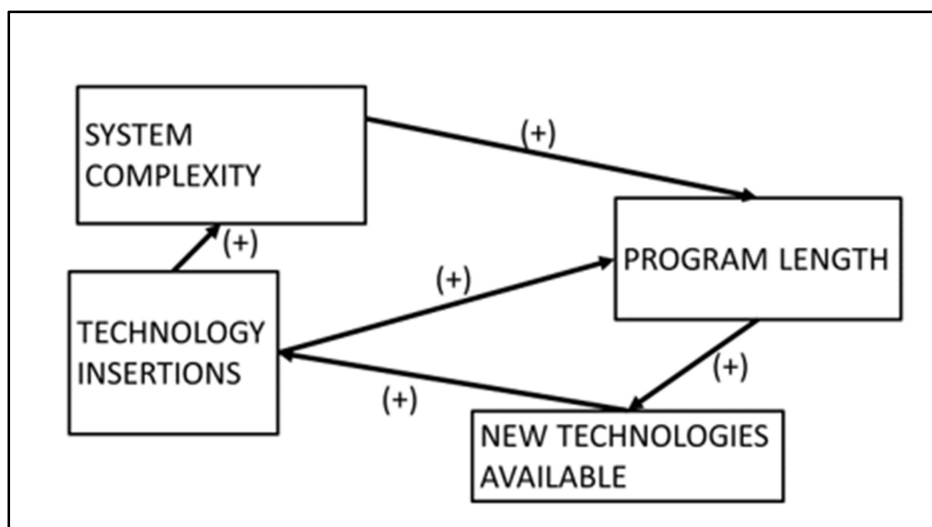 SYSTEM
COMPLEXITY
(+)
PROGRAM LENGTH
(+)
(+)
TECHNOLOGY
INSERTIONS
(+)
(+)
NEW TECHNOLOGIES
AVAILABLE